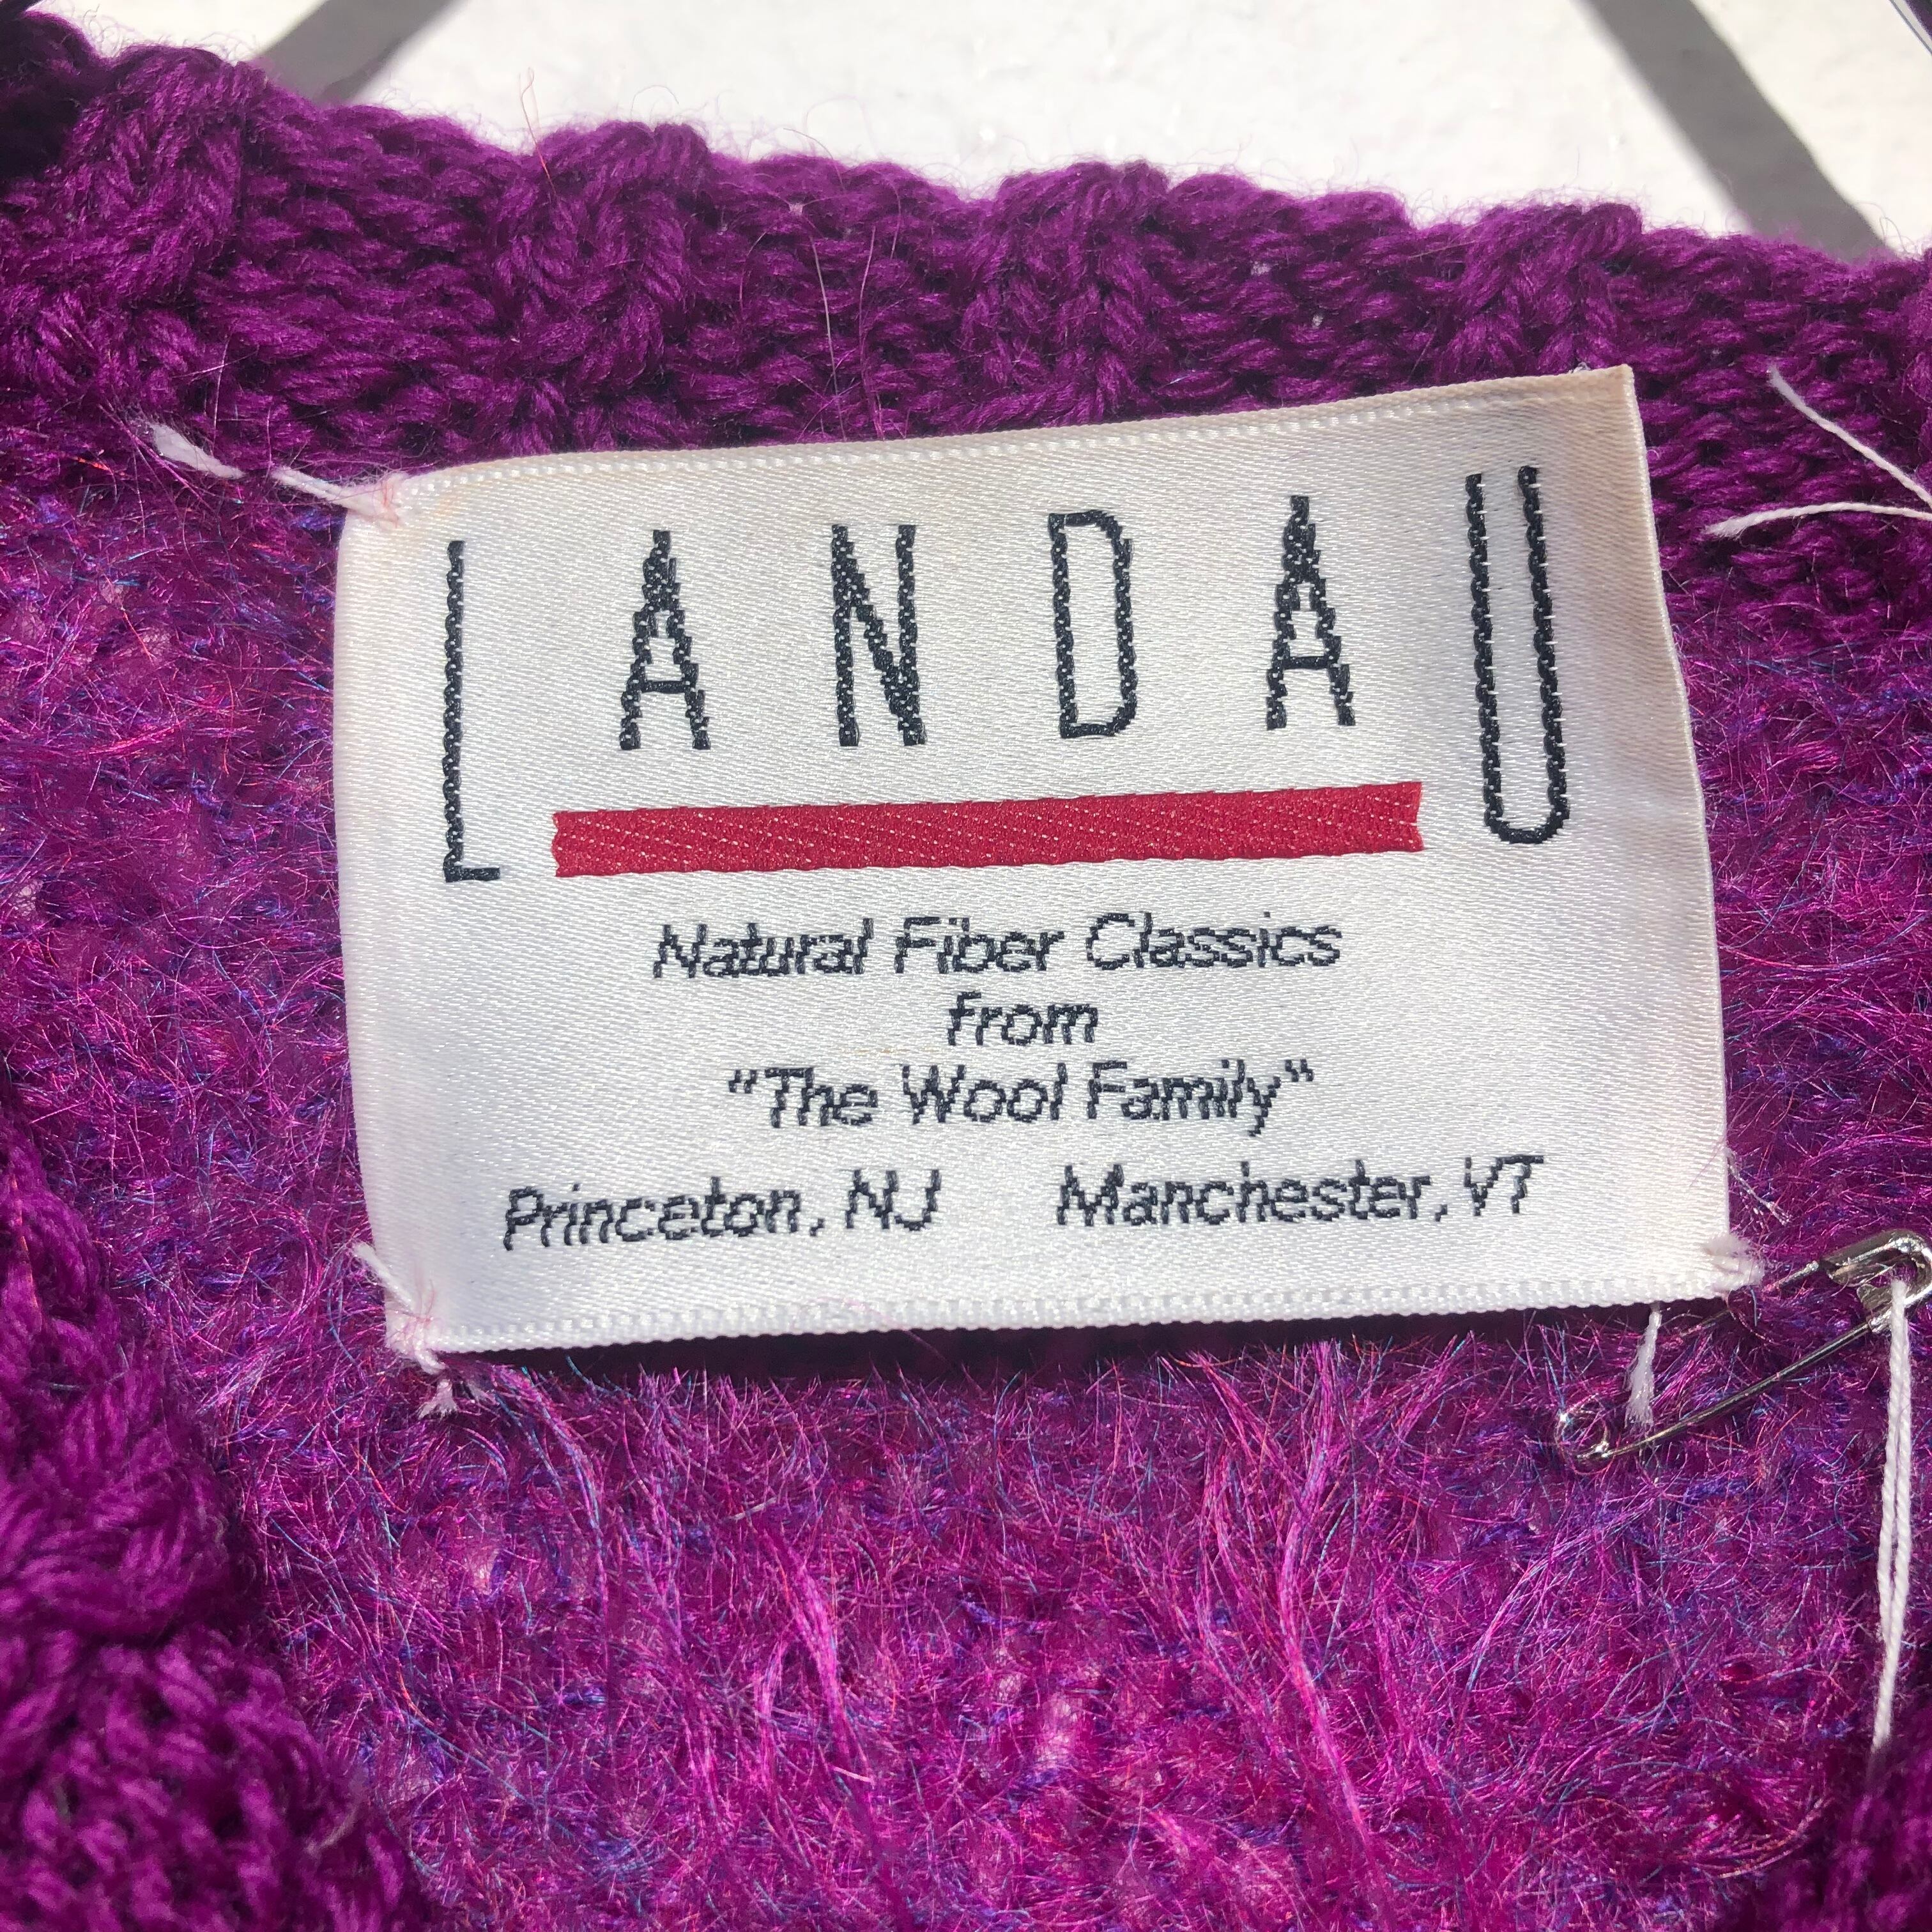 LANDAU
Natural Fiber Classics
from
"The Wool Family"
Princeton, NJ Manchester, VT